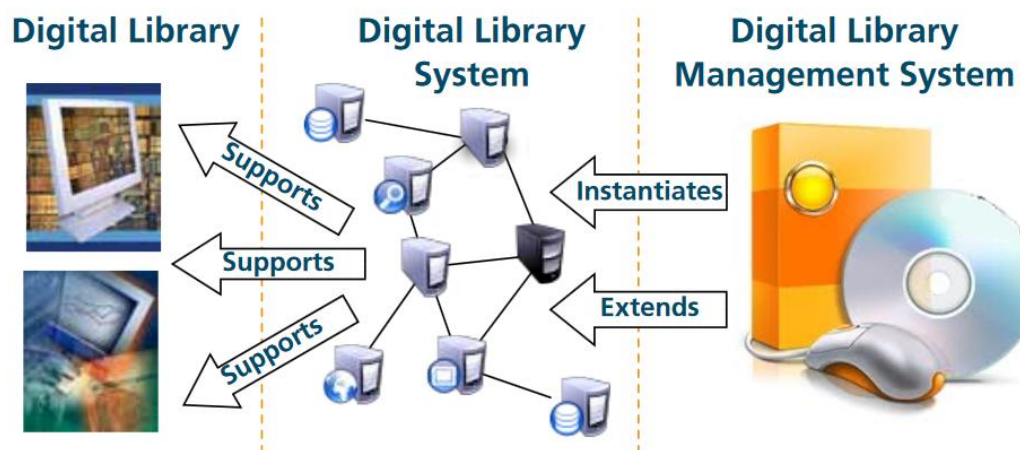 Digital Library
Digital Library
System
Digital Library
Management System
Supports
Supports
Supports
Instantiates
Extends